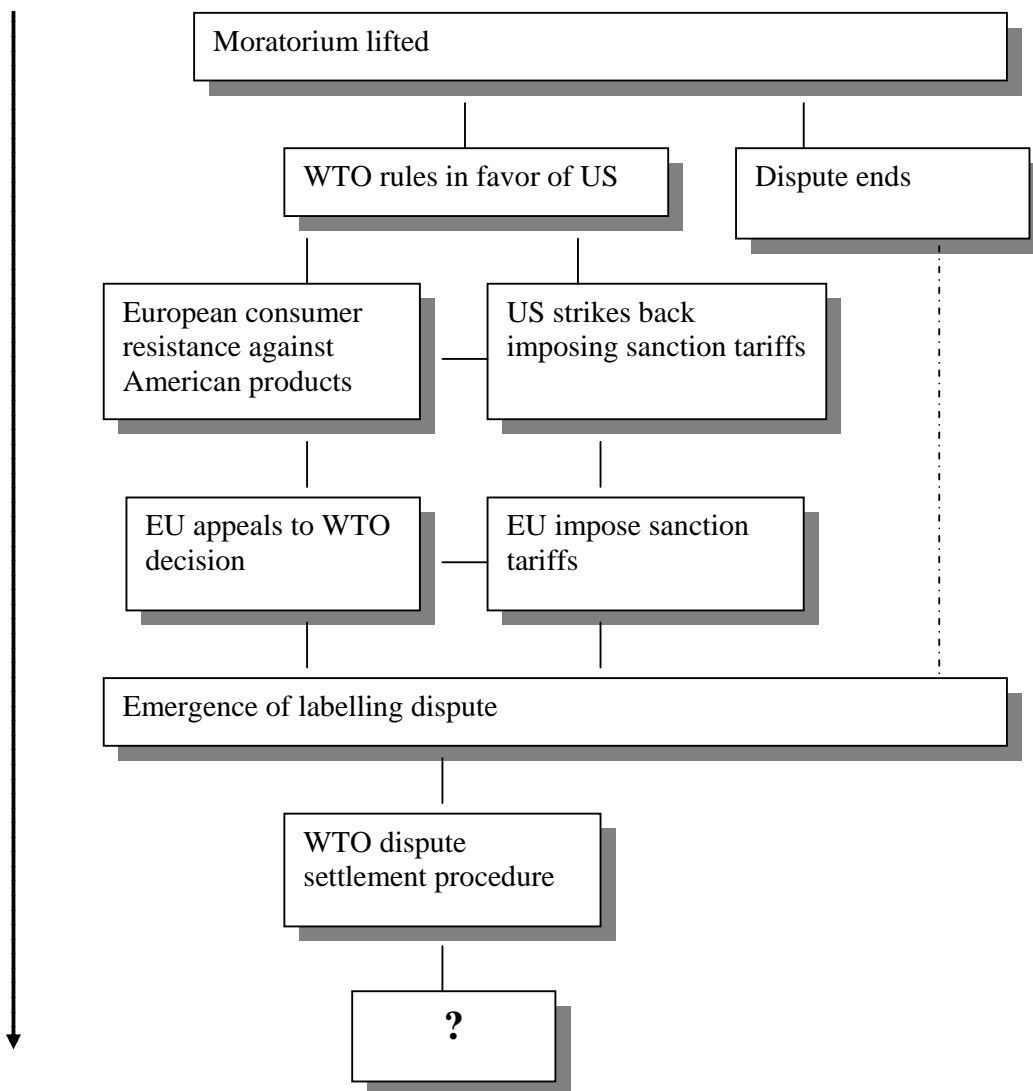 Moratorium lifted
WTO rules in favor of US
Dispute ends
European consumer
resistance against
American products
US strikes back
imposing sanction tariffs
EU appeals to WTO
decision
EU impose sanction
tariffs
Emergence of labelling dispute
WTO dispute
settlement procedure
?